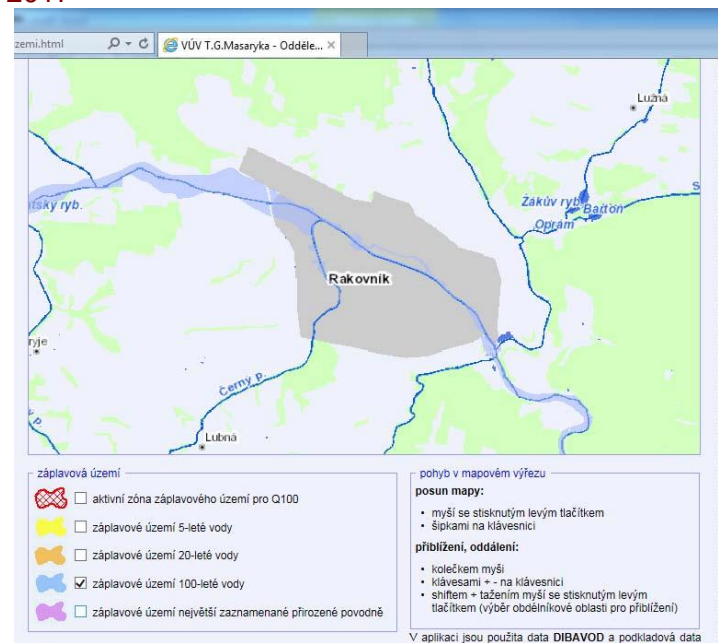 zemi.html
VÚV T.G.Masaryka - Odděle... ×
Lužná
Žákův ryb.
Bartoň
Oprám
tský ryb.
Rakovník
ryje
Černý p.
Lubná
záplavová území
aktivní zóna záplavového území pro Q100
záplavové území 5-leté vody
záplavové území 20-leté vody
záplavové území 100-leté vody
záplavové území největší zaznamenané přirozené povodně
pohyb v mapovém výřezu
posun mapy:
• myší se stisknutým levým tlačítkem
• šipkami na klávesnici
přiblížení, oddálení:
• kolečkem myši
• klávesami + - na klávesnici
• shiftem + tažením myší se stisknutým levým
tlačítkem (výběr obdélníkové oblasti pro přiblížení)
V aplikaci jsou použita data DIBAVOD a podkladová data